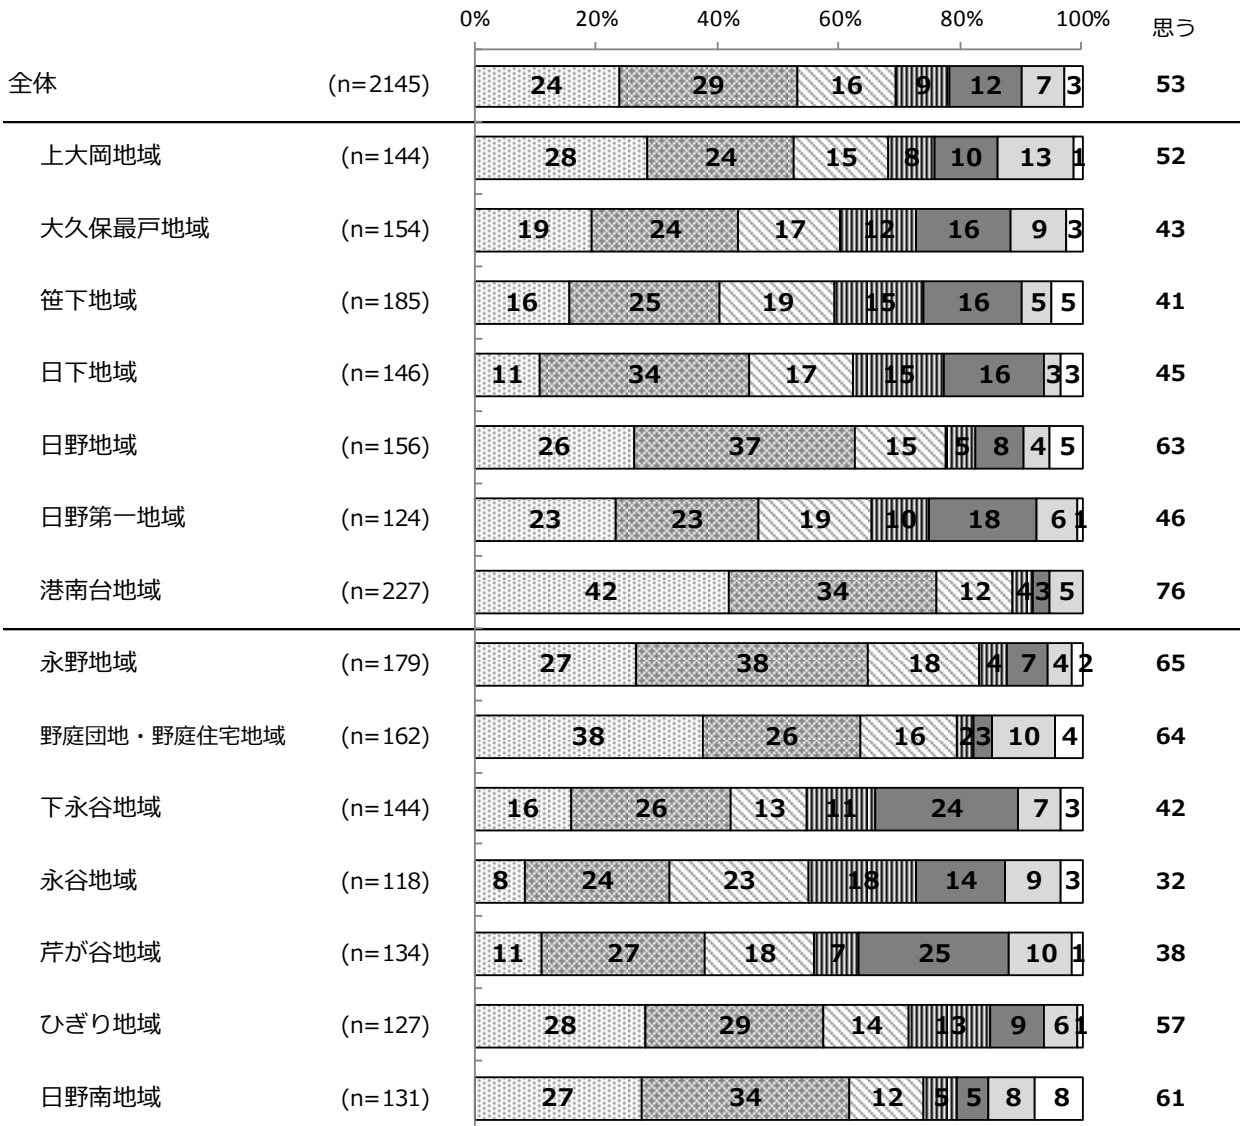 0% 20% 40% 60% 80% 100% 思う
全体 (n=2145) 24 29 16 9 12 7 3 53
上大岡地域 (n=144) 28 24 15 8 10 13 1 52
大久保最戸地域 (n=154) 19 24 17 12 16 9 3 43
笹下地域 (n=185) 16 25 19 15 16 5 5 41
日下地域 (n=146) 11 34 17 15 16 3 3 45
日野地域 (n=156) 26 37 15 5 8 4 5 63
日野第一地域 (n=124) 23 23 19 10 18 6 1 46
港南台地域 (n=227) 42 34 12 4 3 5 76
永野地域 (n=179) 27 38 18 4 7 4 2 65
野庭団地・野庭住宅地域 (n=162) 38 26 16 2 3 10 4 64
下永谷地域 (n=144) 16 26 13 11 24 7 3 42
永谷地域 (n=118) 8 24 23 18 14 9 3 32
芹が谷地域 (n=134) 11 27 18 7 25 10 1 38
ひぎり地域 (n=127) 28 29 14 13 9 6 1 57
日野南地域 (n=131) 27 34 12 5 5 8 8 61